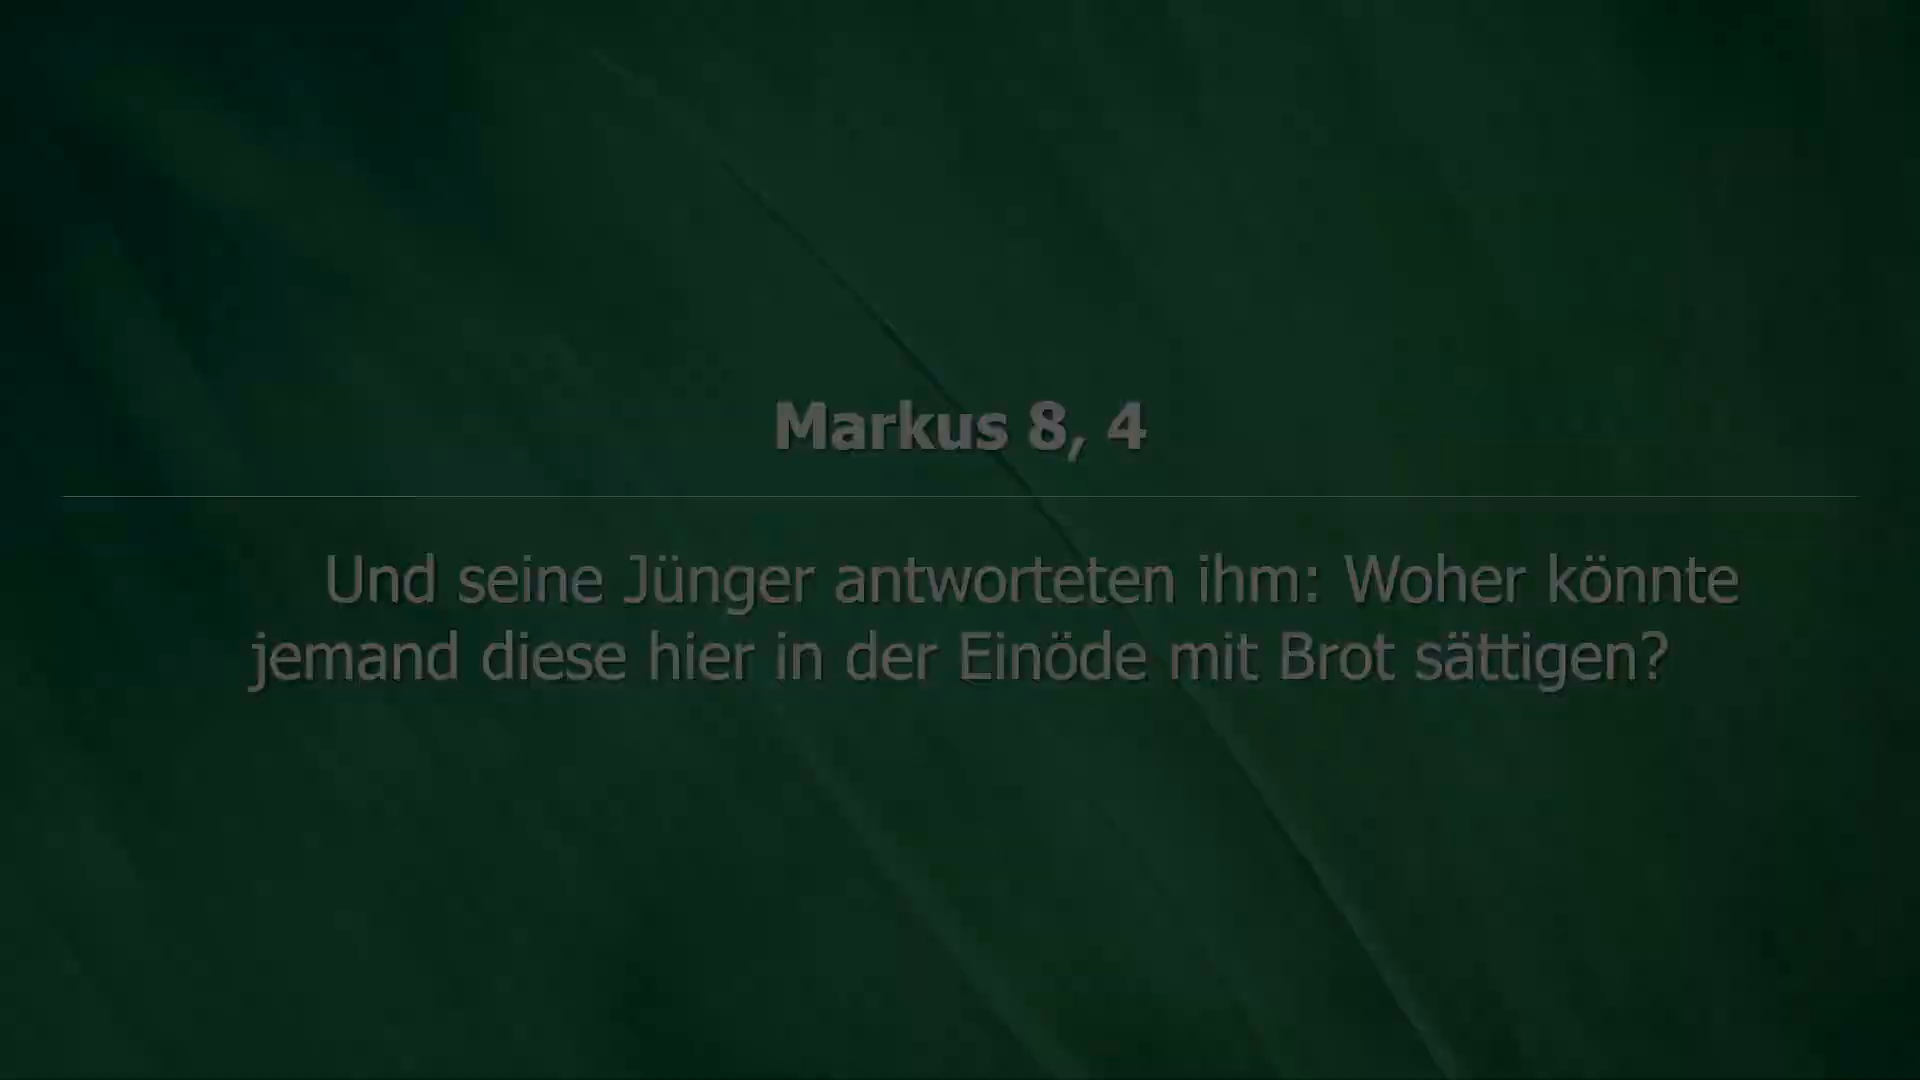 Markus 8, 4
Und seine Jünger antworteten ihm: Woher könnte
jemand diese hier in der Einöde mit Brot sättigen?